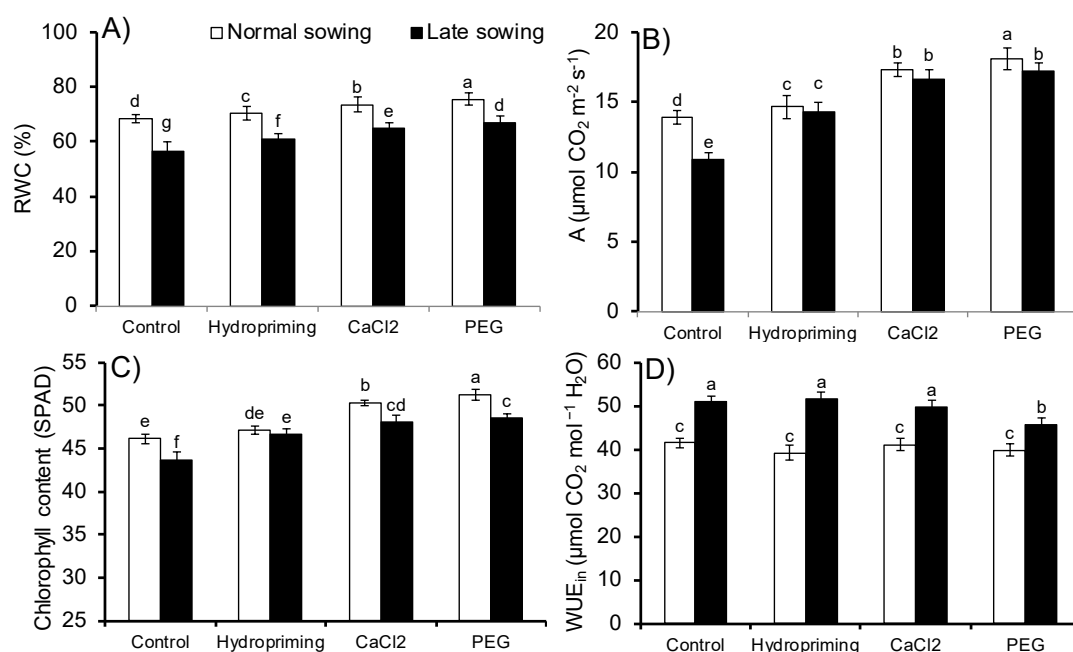 A)
Normal sowing
Late sowing
RWC (%)
100
80
60
40
20
0
d
g
c
f
b
e
a
d
Control
Hydropriming
CaCl2
PEG
B)
A (µmol CO2 m-2 s-1)
20
15
10
5
0
d
e
c
c
b
b
a
b
Control
Hydropriming
CaCl2
PEG
C)
Chlorophyll content (SPAD)
55
50
45
40
35
30
25
e
f
de
e
b
cd
a
c
Control
Hydropriming
CaCl2
PEG
D)
WUEin (µmol CO2 mol−1 H2O)
60
50
40
30
20
10
0
c
a
c
a
c
a
c
b
Control
Hydropriming
CaCl2
PEG